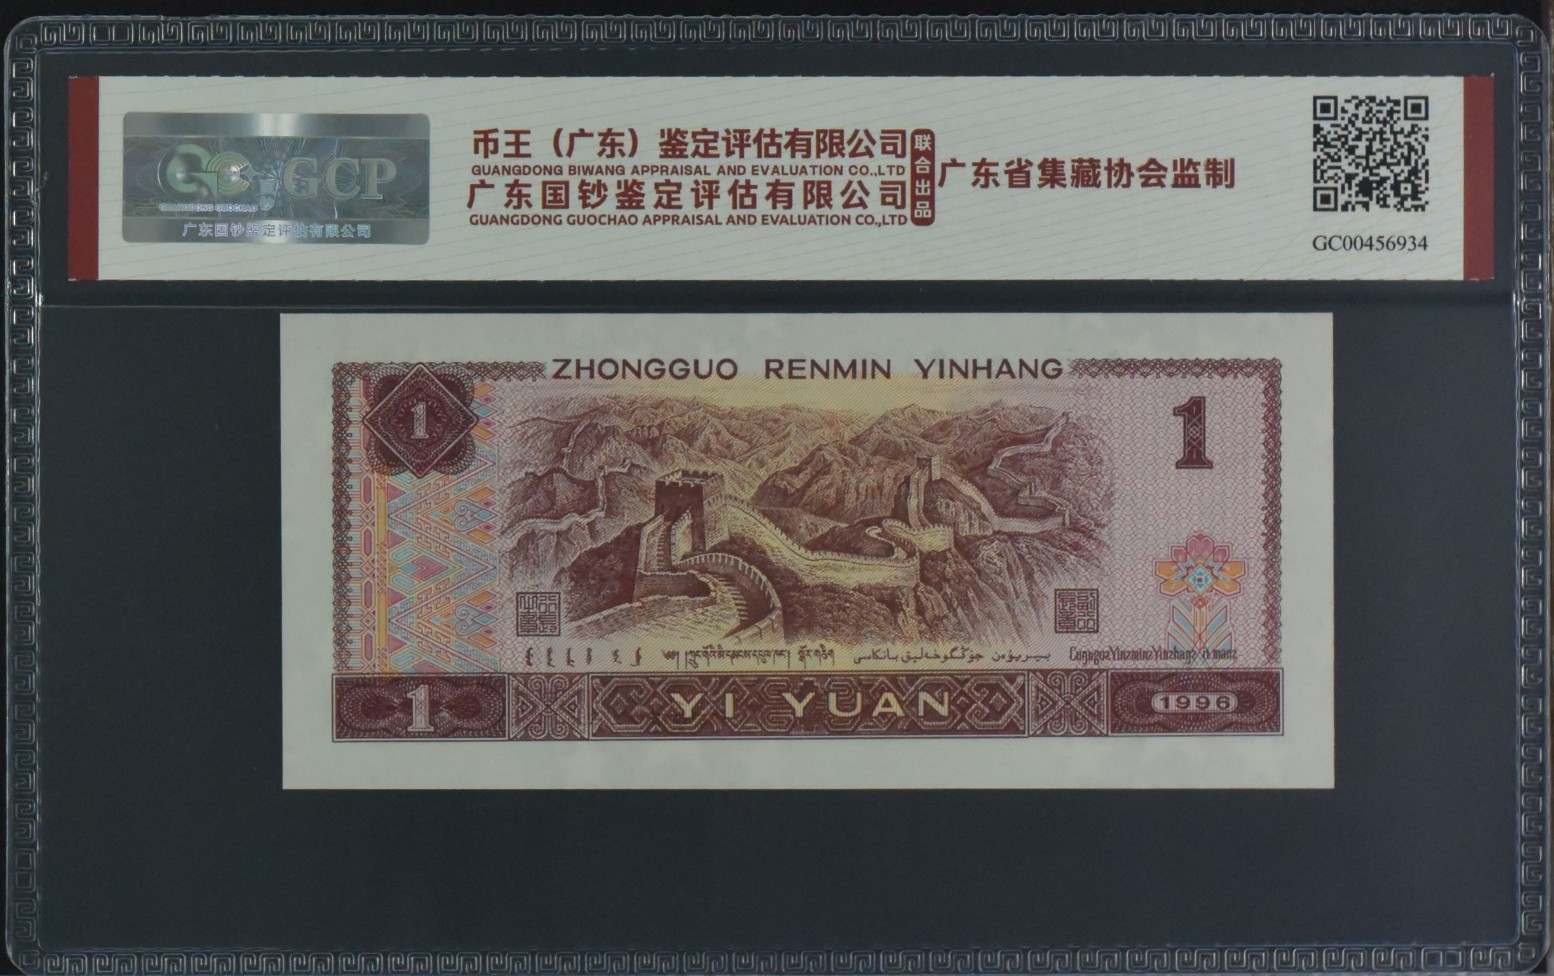 GCP
GUANGDONG GUOCHAO
广东国钞鉴定评估有限公司
币王（广东）鉴定评估有限公司
GUANGDONG BIWANG APPRAISAL AND EVALUATION CO.,LTD
广东国钞鉴定评估有限公司
GUANGDONG GUOCHAO APPRAISAL AND EVALUATION CO.,LTD
联合出品
广东省集藏协会监制
GC00456934
ZHONGGUO RENMIN YINHANG
1
1
1
YI YUAN
1996